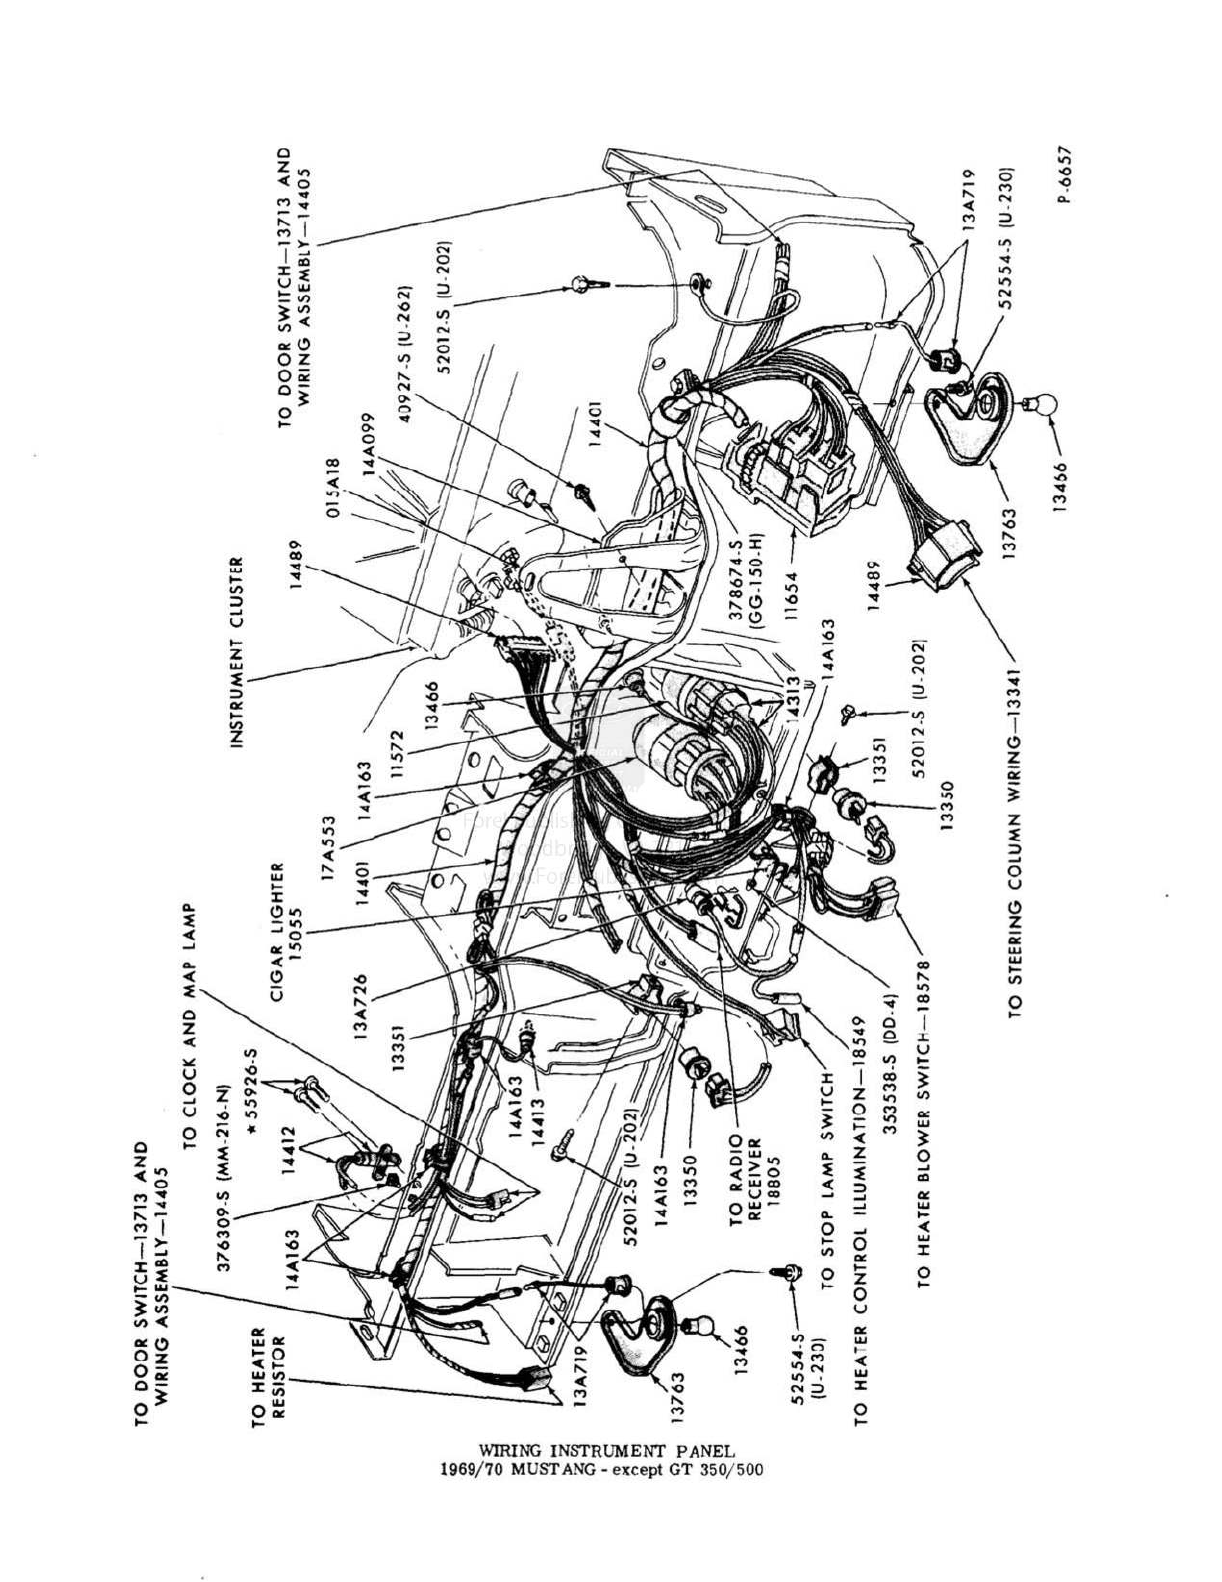 TO DOOR SWITCH—13713 AND
WIRING ASSEMBLY—14405
52012-S (U-202)
40927-S (U-262)
14A099
015A18
14489
INSTRUMENT CLUSTER
14401
13A719
52554-S (U-230)
P-6657
13466
13763
14489
11654
378674-S
(GG-150-H)
14A163
14313
52012-S (U-202)
13351
13350
TO STEERING COLUMN WIRING—13341
13466
11572
14A163
17A553
14401
CIGAR LIGHTER
15055
13A726
13351
TO CLOCK AND MAP LAMP
★55926-S
14412
376309-S (MM-216-N)
14A163
TO DOOR SWITCH—13713 AND
WIRING ASSEMBLY—14405
TO HEATER
RESISTOR
14A163
14413
52012-S (U-202)
14A163
13350
TO RADIO
RECEIVER
18805
TO STOP LAMP SWITCH
TO HEATER CONTROL ILLUMINATION—18549
353538-S (DD-4)
TO HEATER BLOWER SWITCH—18578
13A719
13763
13466
52554-S
(U-230)
WIRING INSTRUMENT PANEL
1969/70 MUSTANG - except GT 350/500